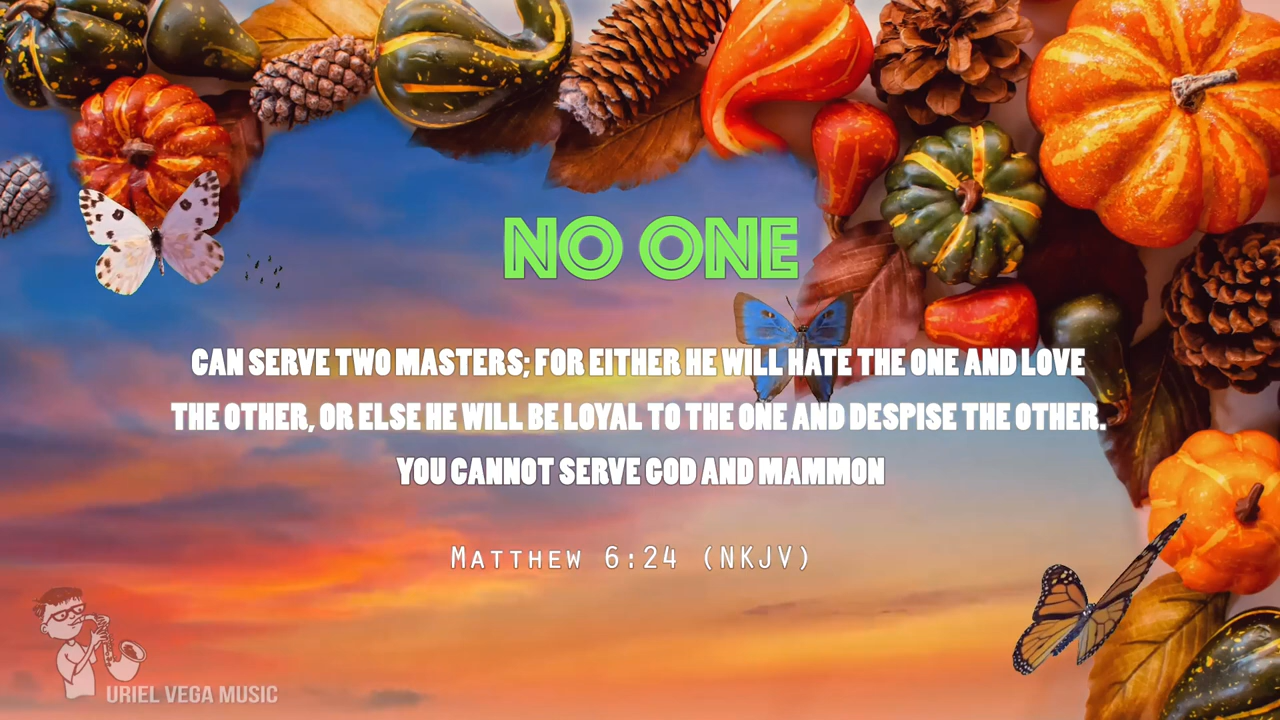 NO ONE
CAN SERVE TWO MASTERS; FOR EITHER HE WILL HATE THE ONE AND LOVE
THE OTHER, OR ELSE HE WILL BE LOYAL TO THE ONE AND DESPISE THE OTHER.
YOU CANNOT SERVE GOD AND MAMMON
Matthew 6:24 (NKJV)
URIEL VEGA MUSIC